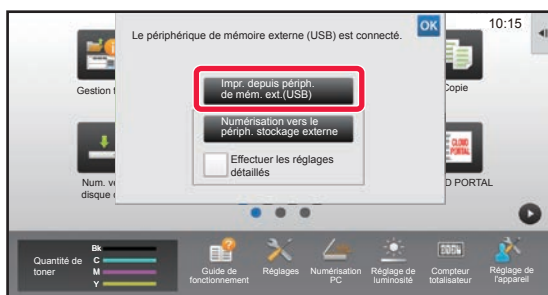 Le périphérique de mémoire externe (USB) est connecté.
OK
10:15
Impr. depuis périph.
de mém. ext.(USB)
Numérisation vers le
périph. stockage externe
Effectuer les réglages
détaillés
Gestion
Copie
Num.
disque
CLOUD
PORTAL
PORTAL
Quantité de
toner
Bk
C
M
Y
Guide de
fonctionnement
Réglages
Numérisation
PC
Réglage de
luminosité
Compteur
totalisateur
Réglage de
l'appareil